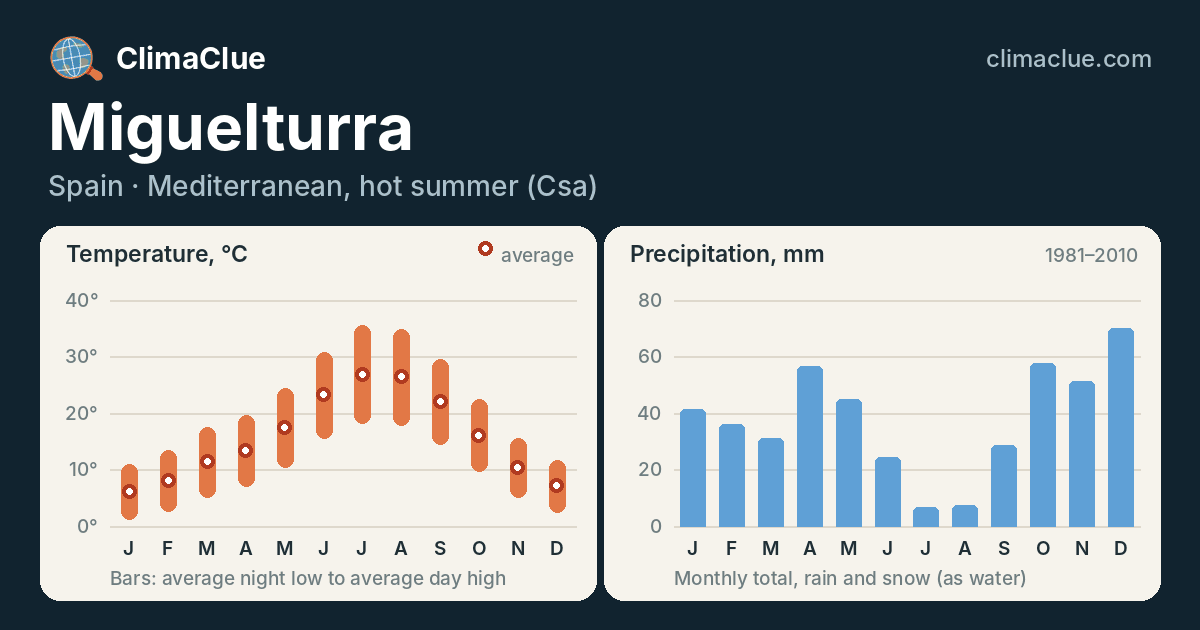 ClimaClue
climaclue.com
Miguelturra
Spain · Mediterranean, hot summer (Csa)
Temperature, °C
average
40°
30°
20°
10°
0°
J F M A M J J A S O N D
Bars: average night low to average day high
Precipitation, mm
1981–2010
80
60
40
20
0
J F M A M J J A S O N D
Monthly total, rain and snow (as water)